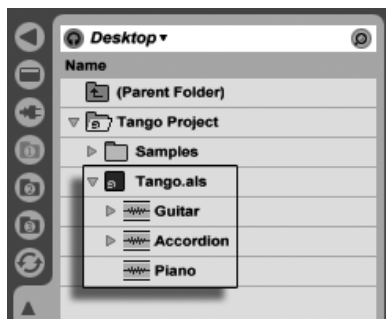 Desktop
Name
(Parent Folder)
Tango Project
Samples
Tango.als
Guitar
Accordion
Piano